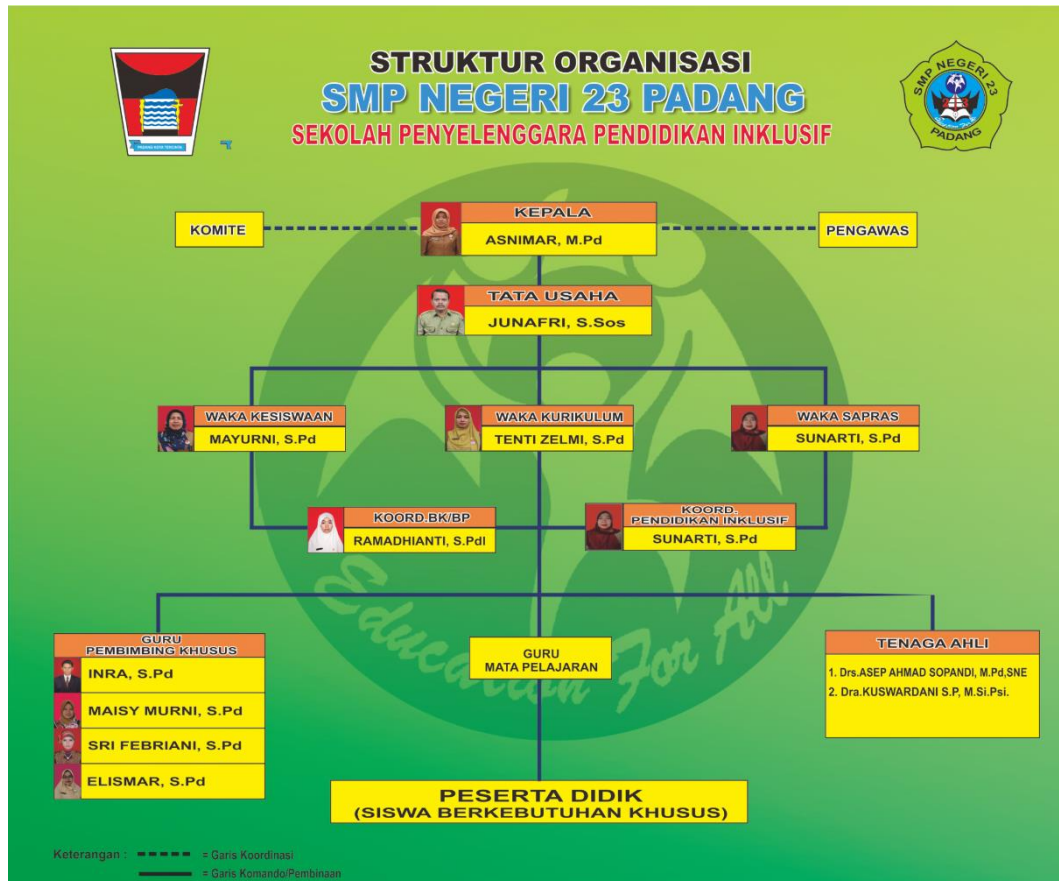 STRUKTUR ORGANISASI
SMP NEGERI 23 PADANG
SEKOLAH PENYELENGGARA PENDIDIKAN INKLUSIF
PADANG KOTA TERCINTA
SMP NEGERI 23
PADANG
KOMITE
KEPALA
ASNIMAR, M.Pd
PENGAWAS
TATA USAHA
JUNAFRI, S.Sos
WAKA KESISWAAN
MAYURNI, S.Pd
WAKA KURIKULUM
TENTI ZELMI, S.Pd
WAKA SAPRAS
SUNARTI, S.Pd
KOORD.BK/BP
RAMADHIANTI, S.PdI
KOORD.
PENDIDIKAN INKLUSIF
SUNARTI, S.Pd
Education For All
GURU
PEMBIMBING KHUSUS
INRA, S.Pd
MAISY MURNI, S.Pd
SRI FEBRIANI, S.Pd
ELISMAR, S.Pd
GURU
MATA PELAJARAN
TENAGA AHLI
1. Drs.ASEP AHMAD SOPANDI, M.Pd,SNE
2. Dra.KUSWARDANI S.P, M.Si.Psi.
PESERTA DIDIK
(SISWA BERKEBUTUHAN KHUSUS)
Keterangan :
= Garis Koordinasi
= Garis Komando/Pembinaan